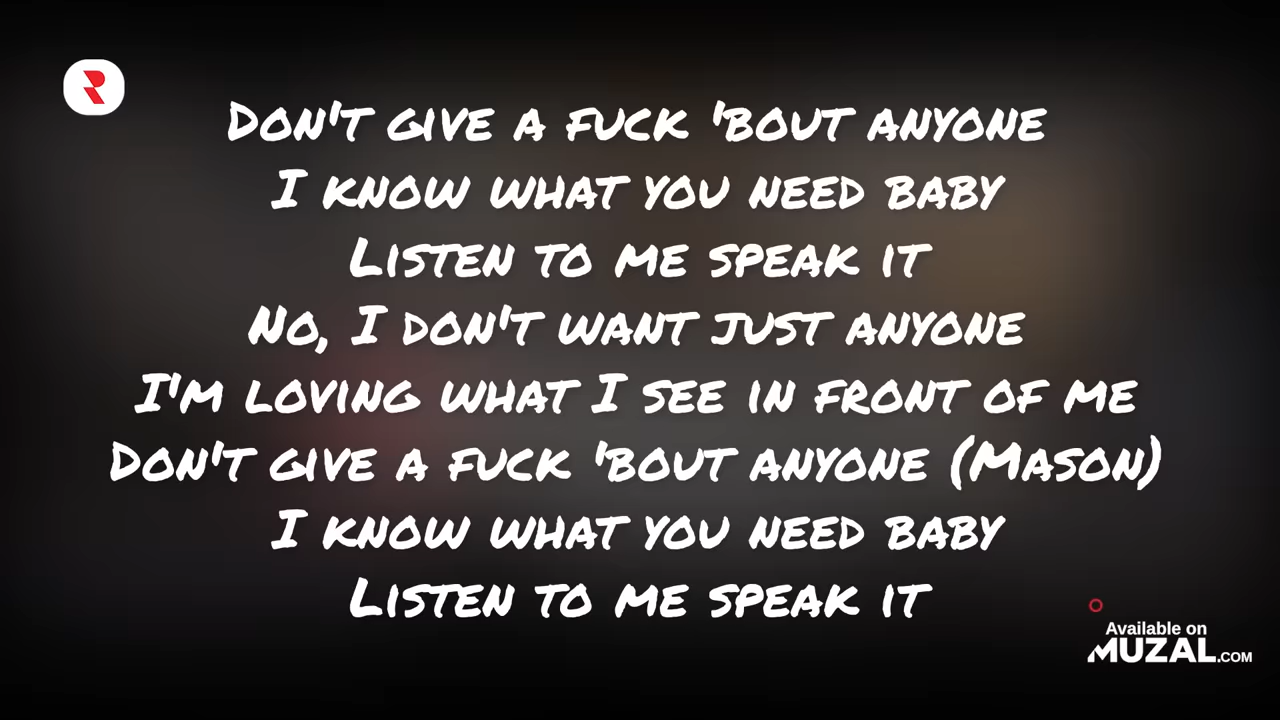 Don't give a fuck 'bout anyone
I know what you need baby
Listen to me speak it
No, I don't want just anyone
I'm loving what I see in front of me
Don't give a fuck 'bout anyone (Mason)
I know what you need baby
Listen to me speak it
Available on
MUZAL.COM